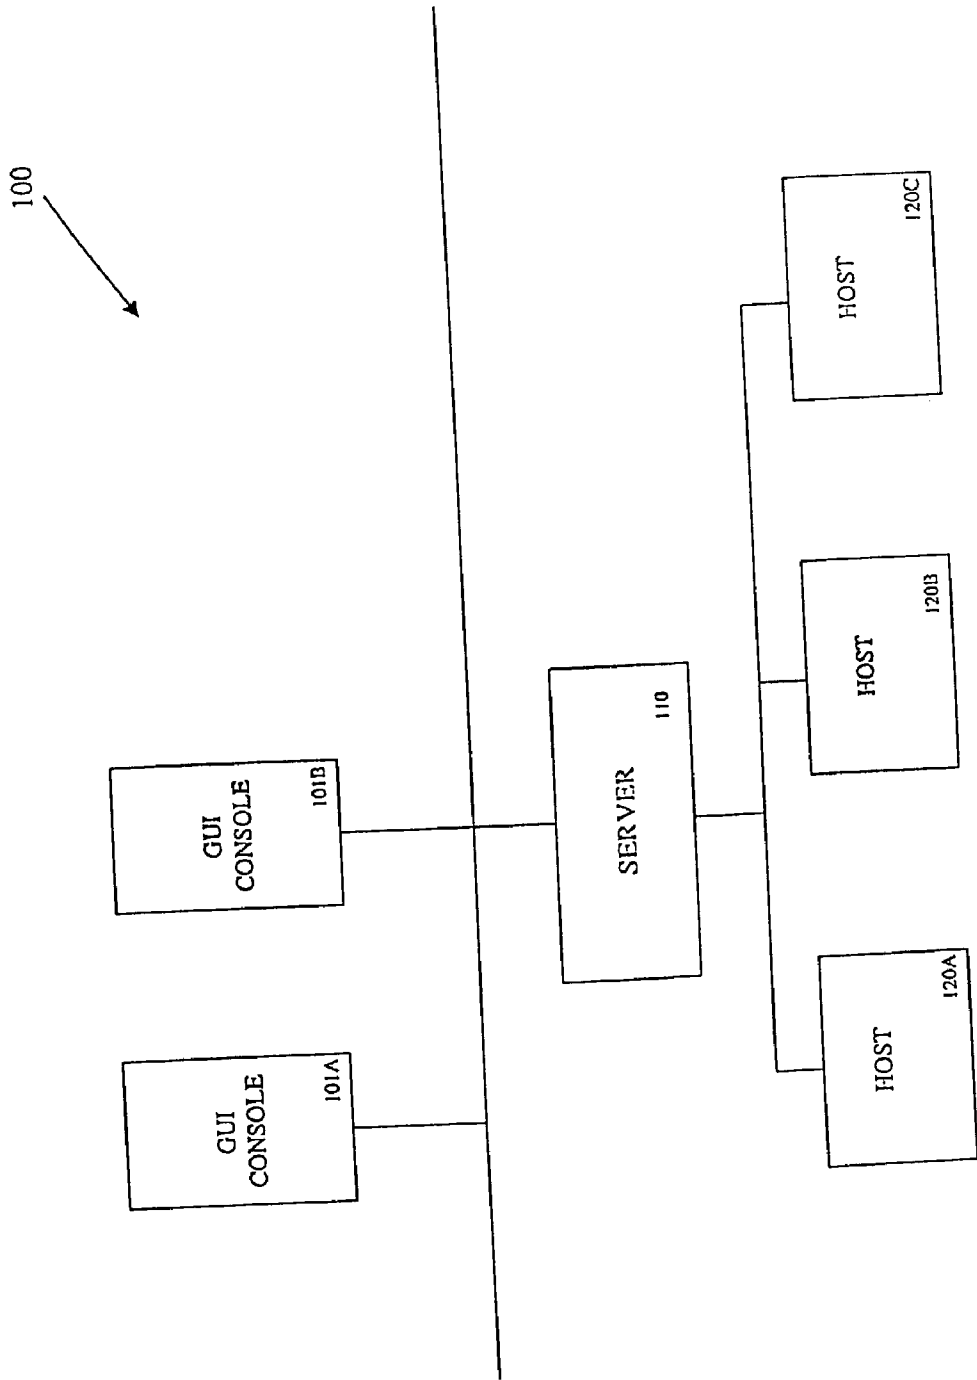 100
GUI
CONSOLE
101A
GUI
CONSOLE
101B
SERVER
110
HOST
120A
HOST
120B
HOST
120C